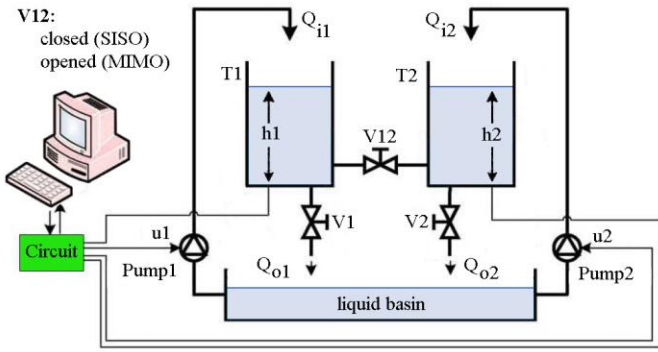 V12:
closed (SISO)
opened (MIMO)
Qi1
Qi2
T1
T2
h1
h2
V12
V1
V2
u1
u2
Circuit
Pump1
Qo1
Qo2
Pump2
liquid basin